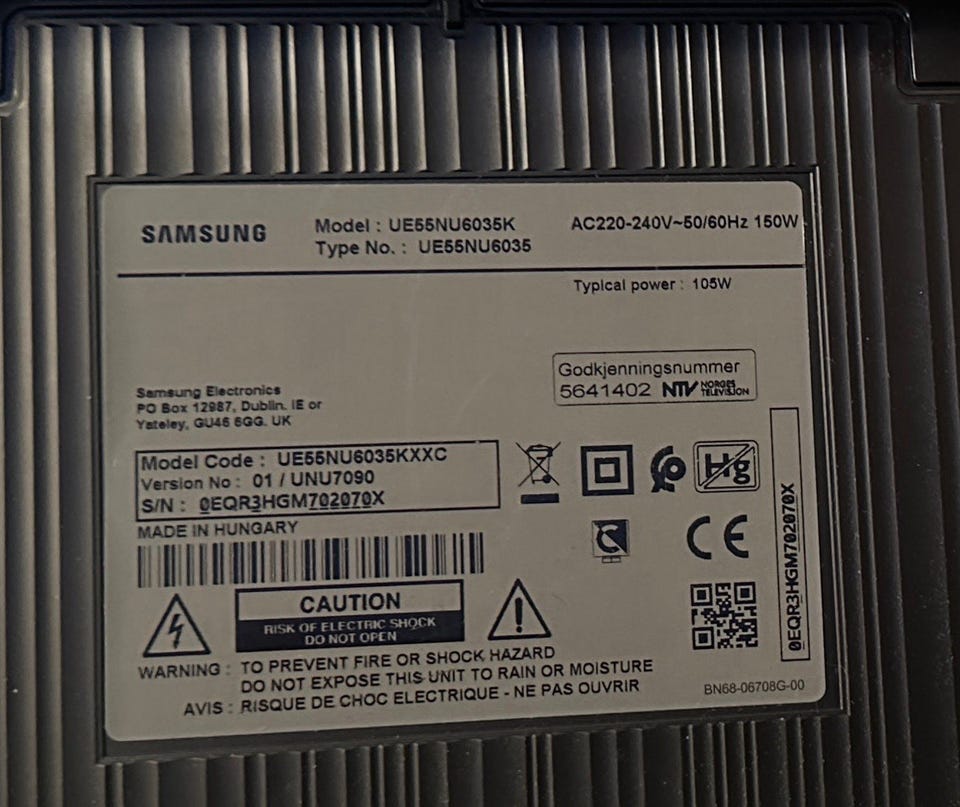 SAMSUNG
Model : UE55NU6035K
Type No. : UE55NU6035
AC220-240V~50/60Hz 150W
Typical power : 105W
Godkjenningsnummer
5641402 NTV NORGES TELEVISJON
Samsung Electronics
PO Box 12987, Dublin. IE or
Yateley, GU46 6GG. UK
Model Code : UE55NU6035KXXC
Version No : 01 / UNU7090
S/N : 0EQR3HGM702070X
MADE IN HUNGARY
Hg
CE
0EQR3HGM702070X
CAUTION
RISK OF ELECTRIC SHOCK
DO NOT OPEN
WARNING : TO PREVENT FIRE OR SHOCK HAZARD
DO NOT EXPOSE THIS UNIT TO RAIN OR MOISTURE
AVIS : RISQUE DE CHOC ELECTRIQUE - NE PAS OUVRIR
BN68-06708G-00